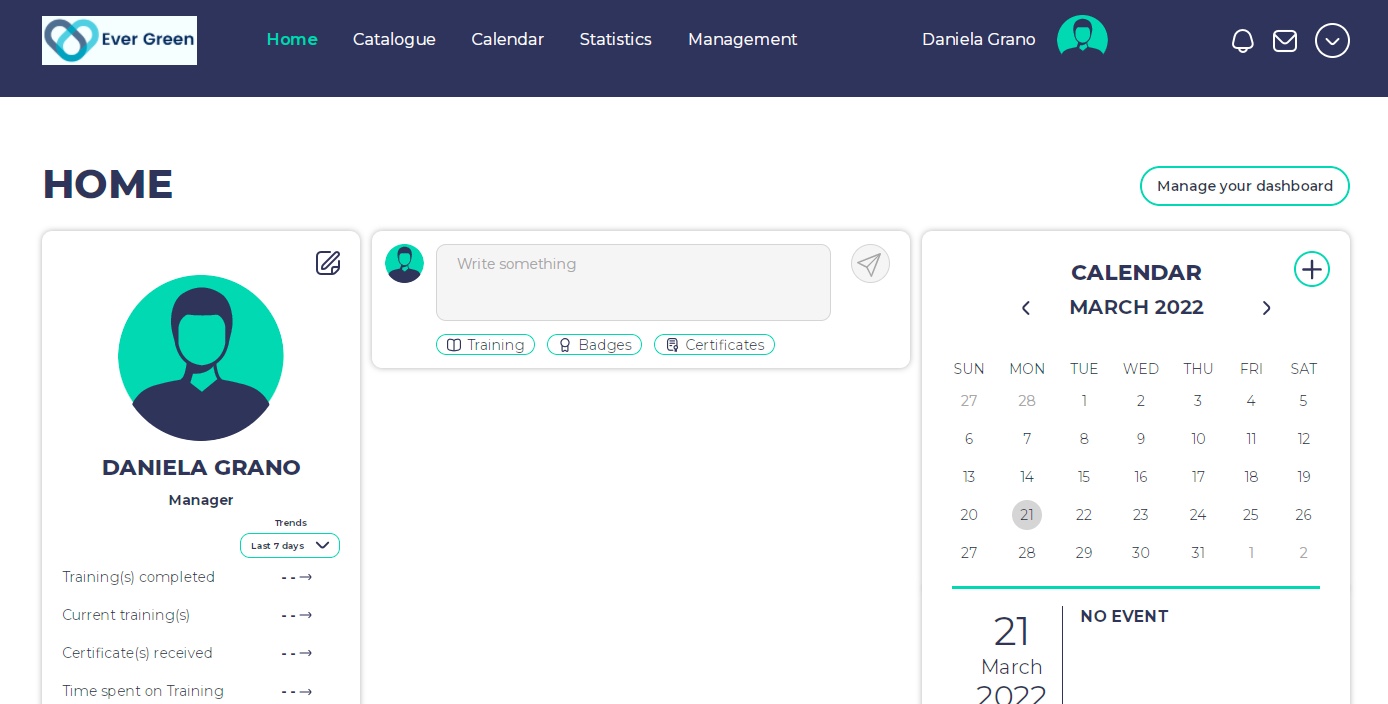 Ever Green
Home Catalogue Calendar Statistics Management Daniela Grano
HOME
Manage your dashboard
DANIELA GRANO
Manager
Trends
Last 7 days
Training(s) completed - - →
Current training(s) - - →
Certificate(s) received - - →
Time spent on Training - - →
Write something
Training Badges Certificates
CALENDAR
MARCH 2022
SUN MON TUE WED THU FRI SAT
27 28 1 2 3 4 5
6 7 8 9 10 11 12
13 14 15 16 17 18 19
20 21 22 23 24 25 26
27 28 29 30 31 1 2
21
March
2022
NO EVENT